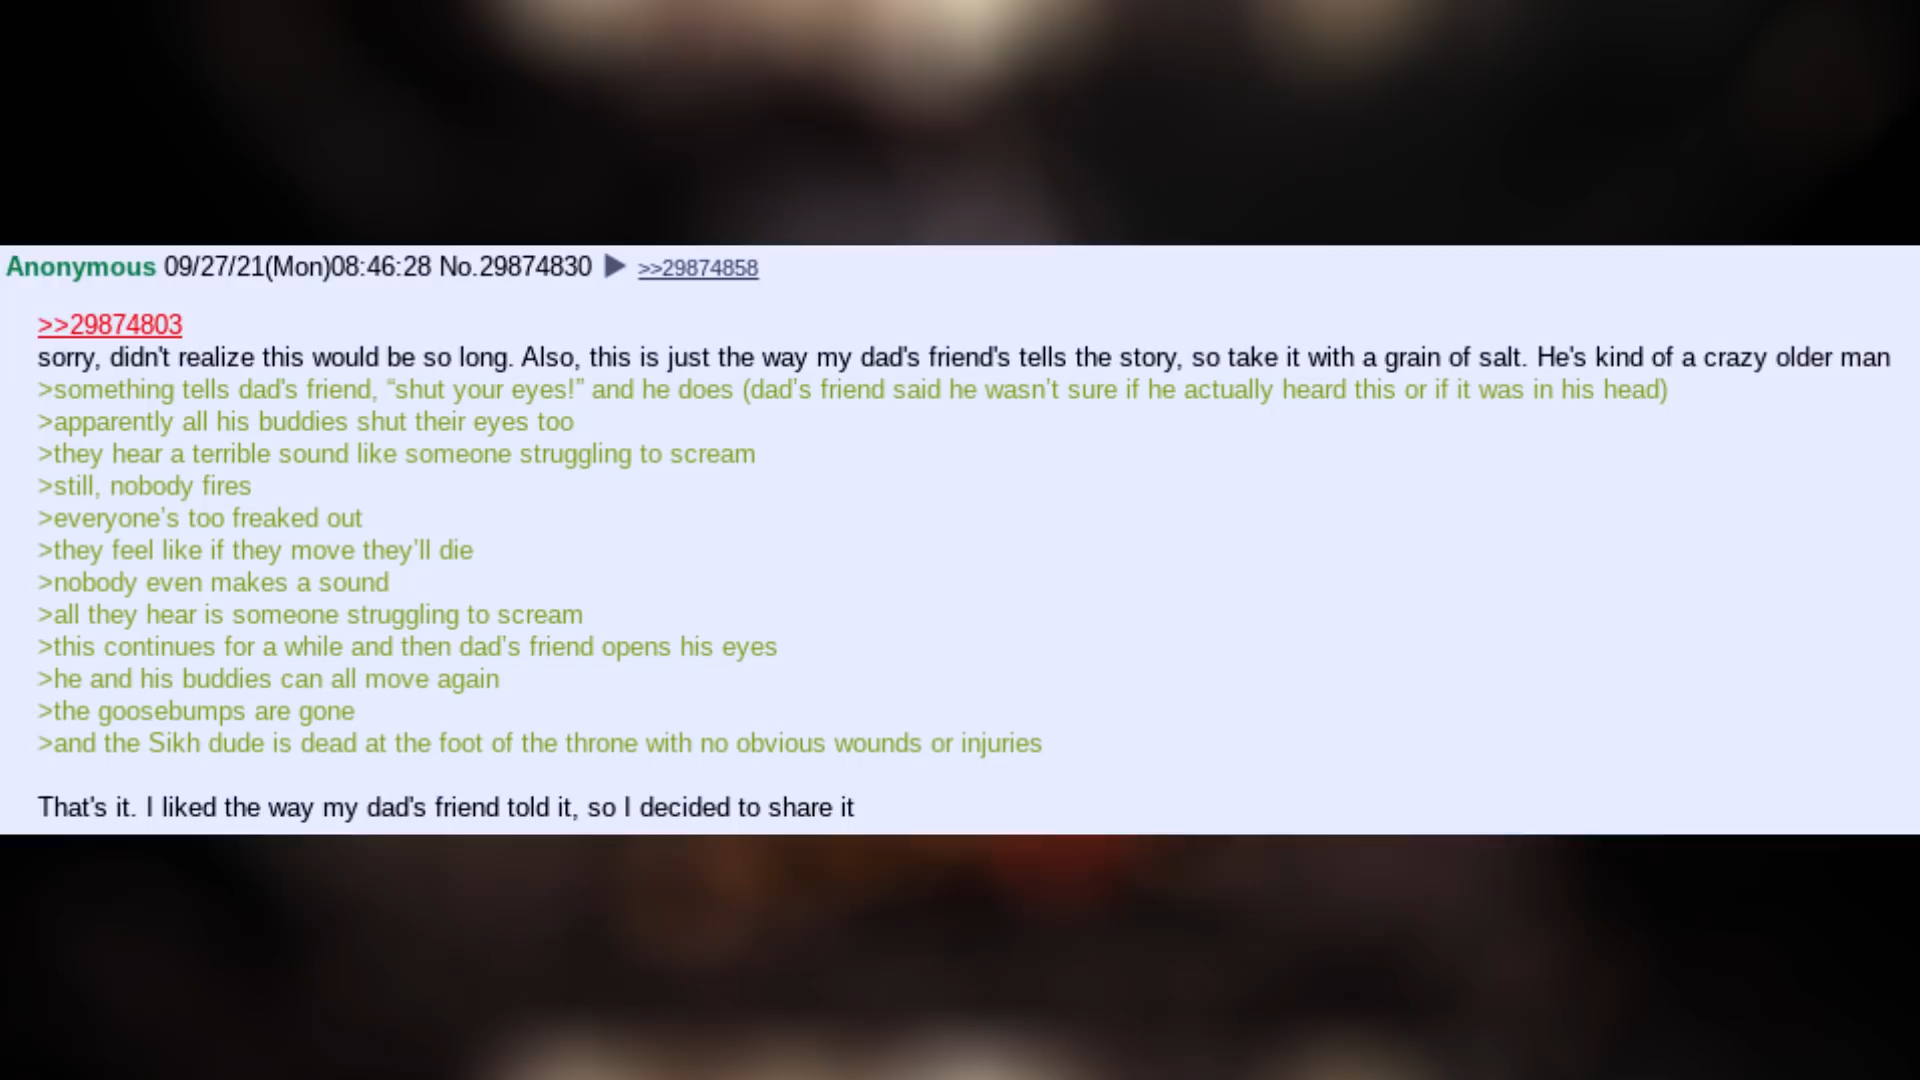 Anonymous 09/27/21(Mon)08:46:28 No.29874830 ▶ >>29874858
>>29874803
sorry, didn't realize this would be so long. Also, this is just the way my dad's friend's tells the story, so take it with a grain of salt. He's kind of a crazy older man
>something tells dad's friend, “shut your eyes!” and he does (dad’s friend said he wasn’t sure if he actually heard this or if it was in his head)
>apparently all his buddies shut their eyes too
>they hear a terrible sound like someone struggling to scream
>still, nobody fires
>everyone’s too freaked out
>they feel like if they move they’ll die
>nobody even makes a sound
>all they hear is someone struggling to scream
>this continues for a while and then dad’s friend opens his eyes
>he and his buddies can all move again
>the goosebumps are gone
>and the Sikh dude is dead at the foot of the throne with no obvious wounds or injuries
That's it. I liked the way my dad's friend told it, so I decided to share it